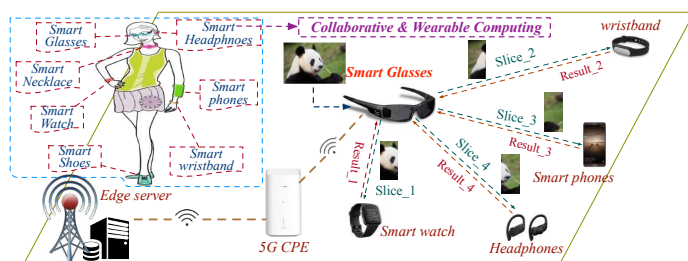 Smart
Glasses
Smart
Headphnoes
Smart
Necklace
Smart
Watch
Smart
phones
Smart
Shoes
Smart
wristband
Collaborative & Wearable Computing
Smart Glasses
wristband
Slice_2
Result_2
Slice_3
Result_3
Smart phones
Slice_4
Result_4
Headphones
Result_1
Slice_1
Smart watch
5G CPE
Edge server